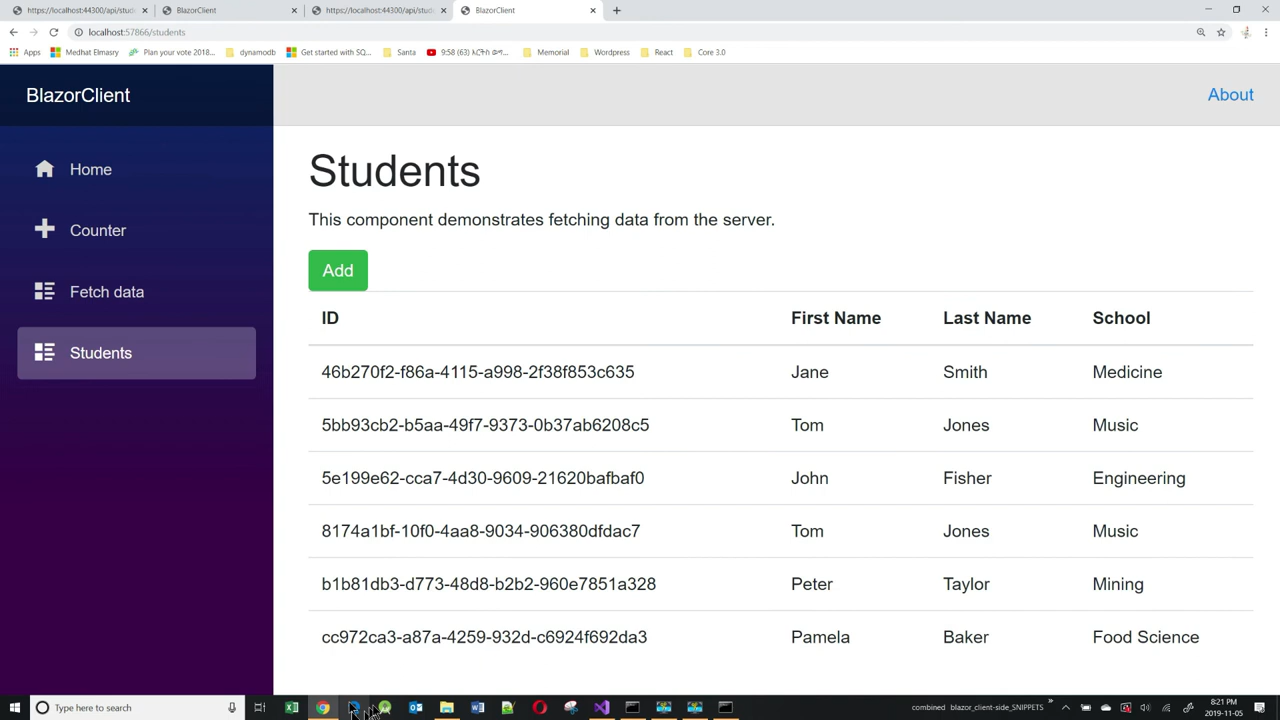 https://localhost:44300/api/stud
BlazorClient
https://localhost:44300/api/stude
BlazorClient
localhost:57866/students
Apps
Medhat Elmasry
Plan your vote 2018...
dynamodb
Get started with SQ...
Santa
Memorial
Wordpress
React
Core 3.0
BlazorClient
About
Home
Counter
Fetch data
Students
Students
This component demonstrates fetching data from the server.
Add
ID First Name Last Name School
46b270f2-f86a-4115-a998-2f38f853c635 Jane Smith Medicine
5bb93cb2-b5aa-49f7-9373-0b37ab6208c5 Tom Jones Music
5e199e62-cca7-4d30-9609-21620bafbaf0 John Fisher Engineering
8174a1bf-10f0-4aa8-9034-906380dfdac7 Tom Jones Music
b1b81db3-d773-48d8-b2b2-960e7851a328 Peter Taylor Mining
cc972ca3-a87a-4259-932d-c6924f692da3 Pamela Baker Food Science
Type here to search
combined blazor_client-side_SNIPPETS
8:21 PM
2019-11-05